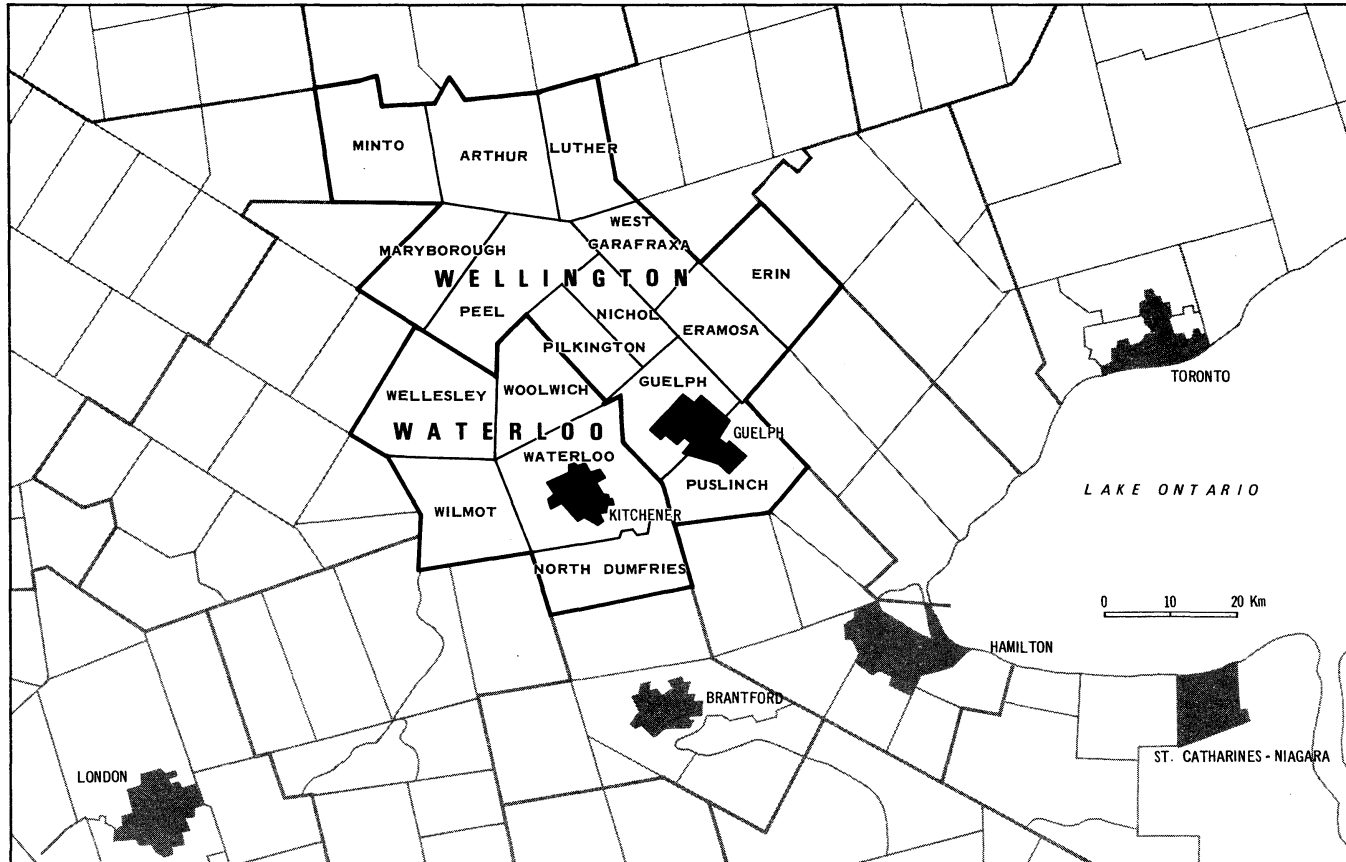 MINTO
ARTHUR
LUTHER
WEST
GARAFRAXA
MARYBOROUGH
WELLINGTON
ERIN
PEEL
NICHOL
ERAMOSA
PILKINGTON
GUELPH
WELLESLEY
WOOLWICH
TORONTO
WATERLOO
GUELPH
WATERLOO
PUSLINCH
LAKE ONTARIO
WILMOT
KITCHENER
NORTH DUMFRIES
0 10 20 Km
HAMILTON
BRANTFORD
ST. CATHARINES - NIAGARA
LONDON